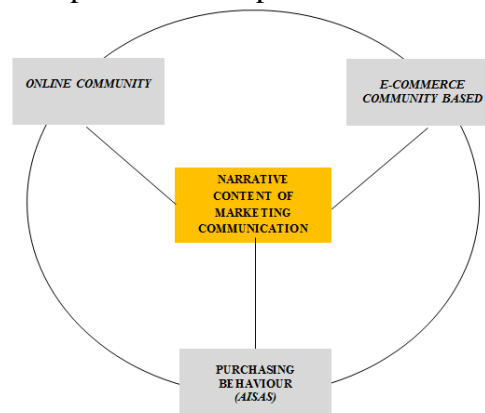 ONLINE COMMUNITY
E-COMMERCE
COMMUNITY BASED
NARRATIVE
CONTENT OF
MARKETING
COMMUNICATION
PURCHASING
BEHAVIOUR
(AISAS)